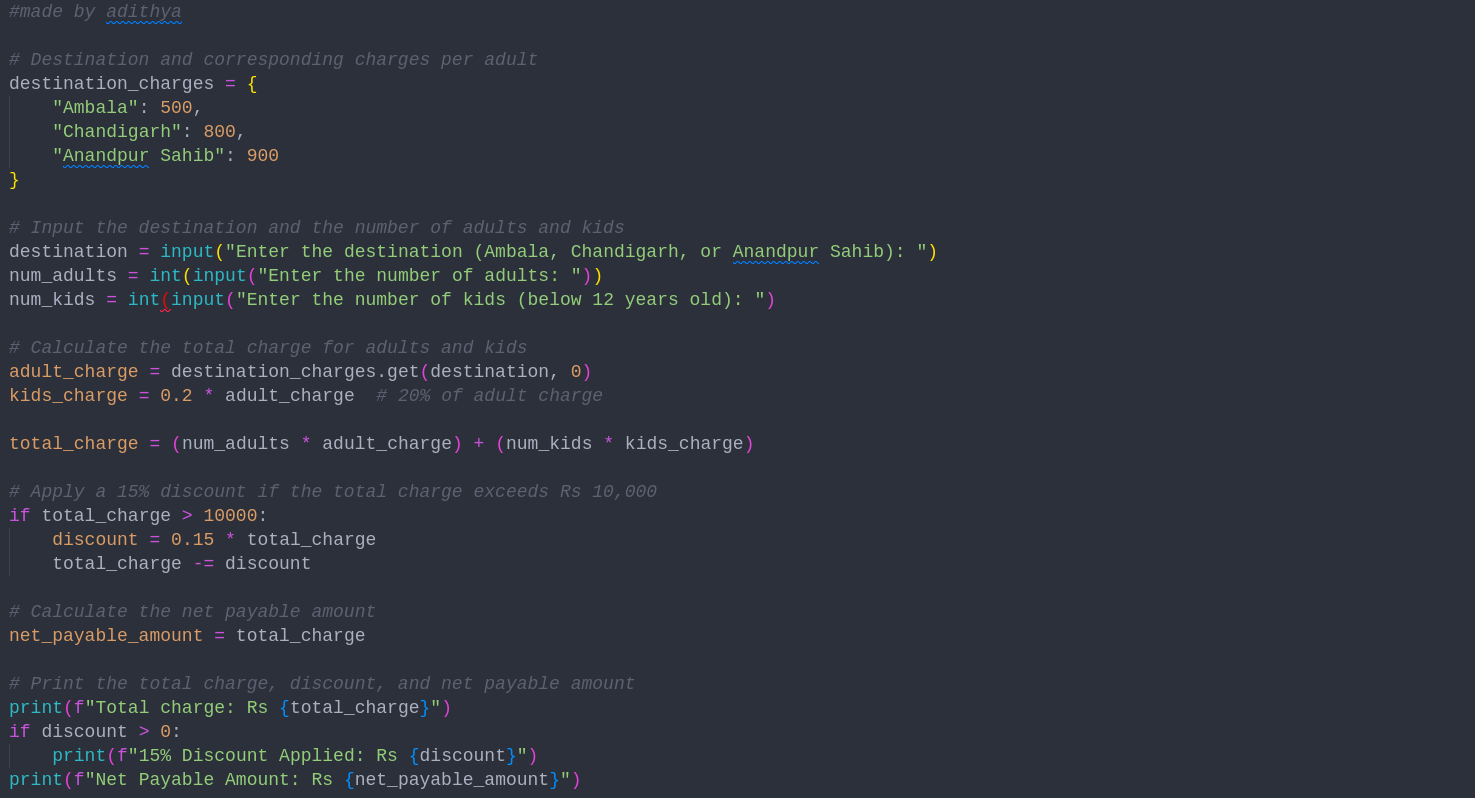 #made by adithya
# Destination and corresponding charges per adult
destination_charges = {
    "Ambala": 500,
    "Chandigarh": 800,
    "Anandpur Sahib": 900
}
# Input the destination and the number of adults and kids
destination = input("Enter the destination (Ambala, Chandigarh, or Anandpur Sahib): ")
num_adults = int(input("Enter the number of adults: "))
num_kids = int(input("Enter the number of kids (below 12 years old): ")
# Calculate the total charge for adults and kids
adult_charge = destination_charges.get(destination, 0)
kids_charge = 0.2 * adult_charge  # 20% of adult charge
total_charge = (num_adults * adult_charge) + (num_kids * kids_charge)
# Apply a 15% discount if the total charge exceeds Rs 10,000
if total_charge > 10000:
    discount = 0.15 * total_charge
    total_charge -= discount
# Calculate the net payable amount
net_payable_amount = total_charge
# Print the total charge, discount, and net payable amount
print(f"Total charge: Rs {total_charge}")
if discount > 0:
    print(f"15% Discount Applied: Rs {discount}")
print(f"Net Payable Amount: Rs {net_payable_amount}")